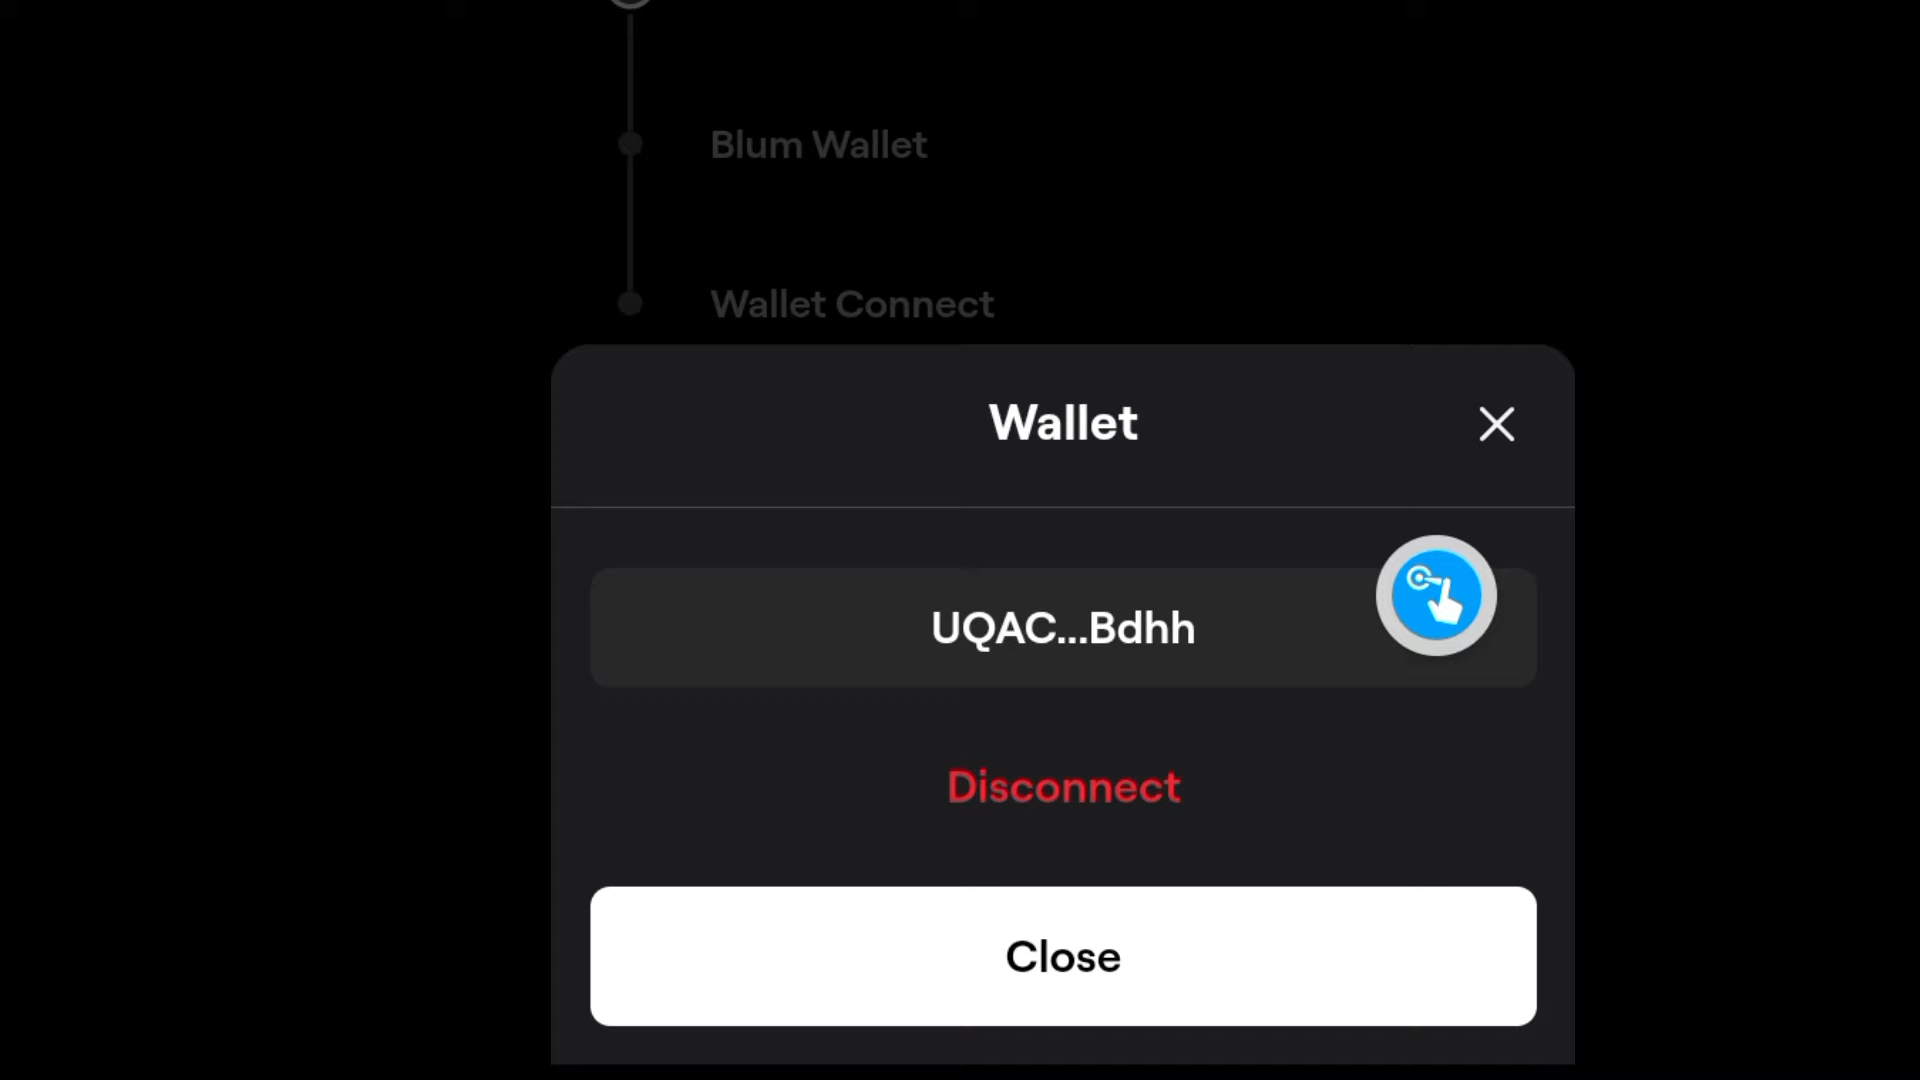 Blum Wallet
Wallet Connect
Wallet
UQAC...Bdhh
Disconnect
Close